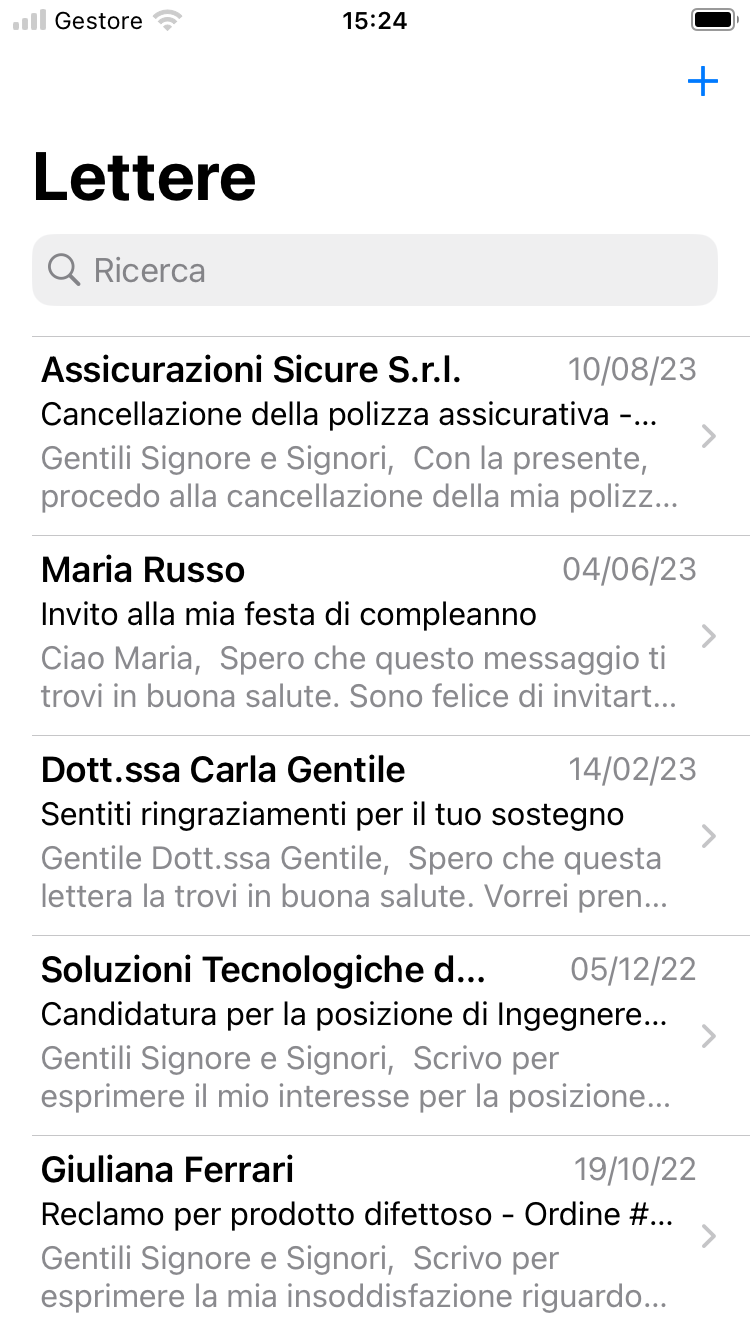 Gestore 15:24
Lettere
Ricerca
Assicurazioni Sicure S.r.l. 10/08/23
Cancellazione della polizza assicurativa -...
Gentili Signore e Signori, Con la presente,
procedo alla cancellazione della mia polizz...
Maria Russo 04/06/23
Invito alla mia festa di compleanno
Ciao Maria, Spero che questo messaggio ti
trovi in buona salute. Sono felice di invitart...
Dott.ssa Carla Gentile 14/02/23
Sentiti ringraziamenti per il tuo sostegno
Gentile Dott.ssa Gentile, Spero che questa
lettera la trovi in buona salute. Vorrei pren...
Soluzioni Tecnologiche d... 05/12/22
Candidatura per la posizione di Ingegnere...
Gentili Signore e Signori, Scrivo per
esprimere il mio interesse per la posizione...
Giuliana Ferrari 19/10/22
Reclamo per prodotto difettoso - Ordine #...
Gentili Signore e Signori, Scrivo per
esprimere la mia insoddisfazione riguardo...